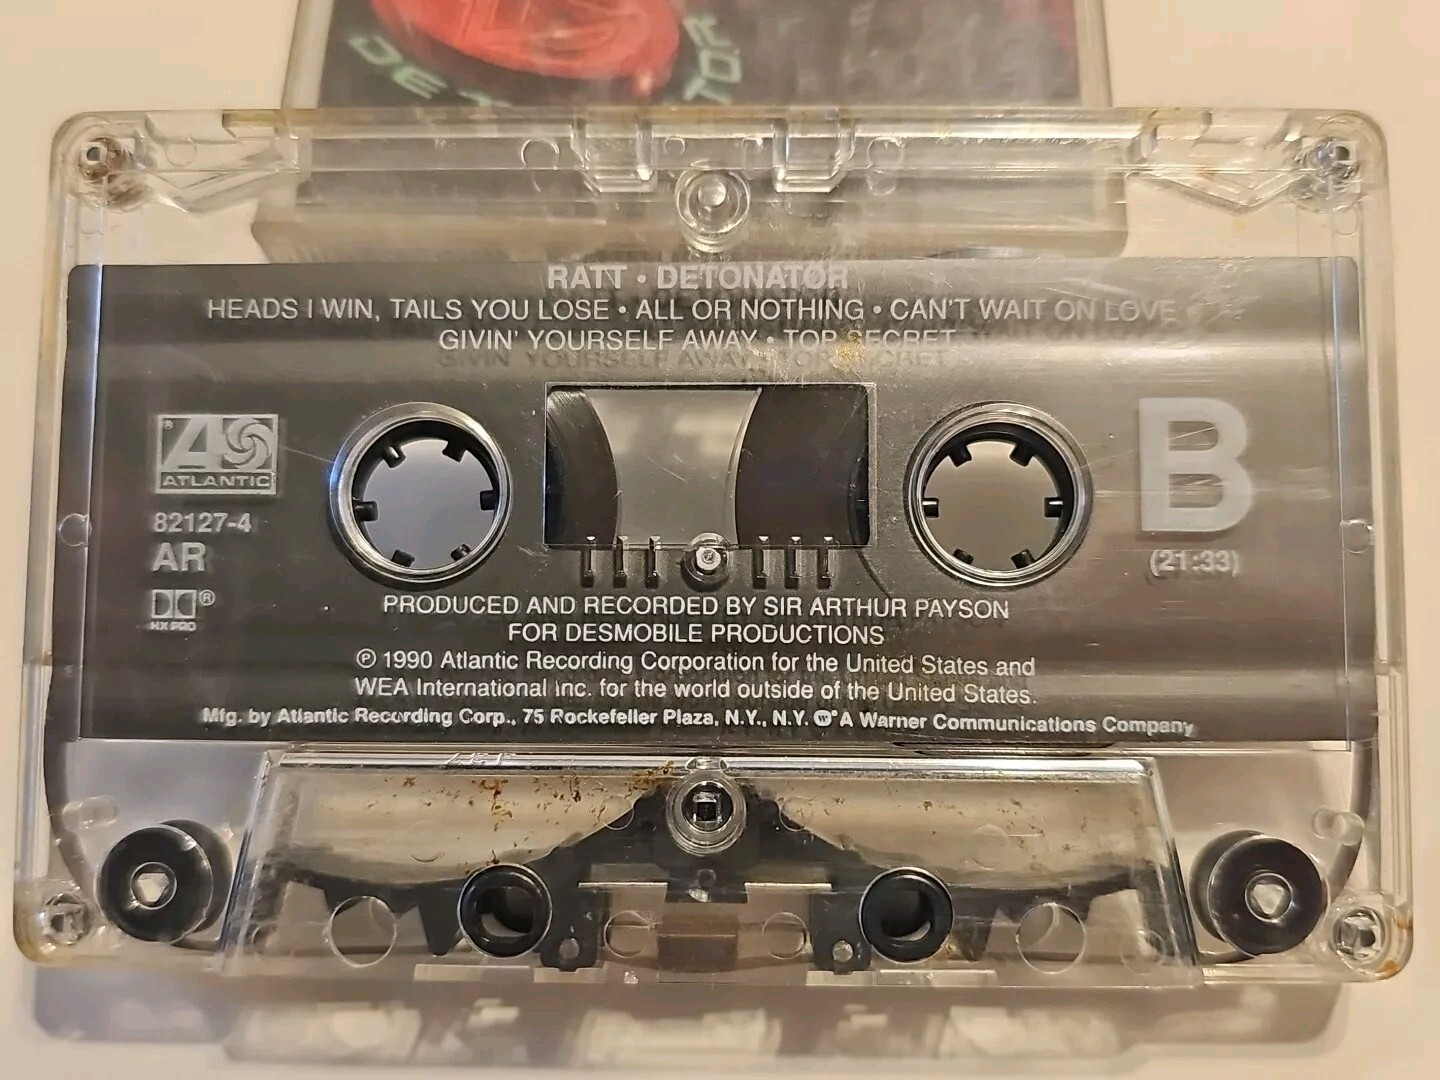 RATT • DETONATØR
HEADS I WIN, TAILS YOU LOSE • ALL OR NOTHING • CAN'T WAIT ON LOVE
GIVIN' YOURSELF AWAY • TOP SECRET
ATLANTIC
82127-4
AR
HX PRO
B
(21:33)
PRODUCED AND RECORDED BY SIR ARTHUR PAYSON
FOR DESMOBILE PRODUCTIONS
℗ 1990 Atlantic Recording Corporation for the United States and
WEA International Inc. for the world outside of the United States.
Mfg. by Atlantic Recording Corp., 75 Rockefeller Plaza, N.Y., N.Y. ⓦ® A Warner Communications Company